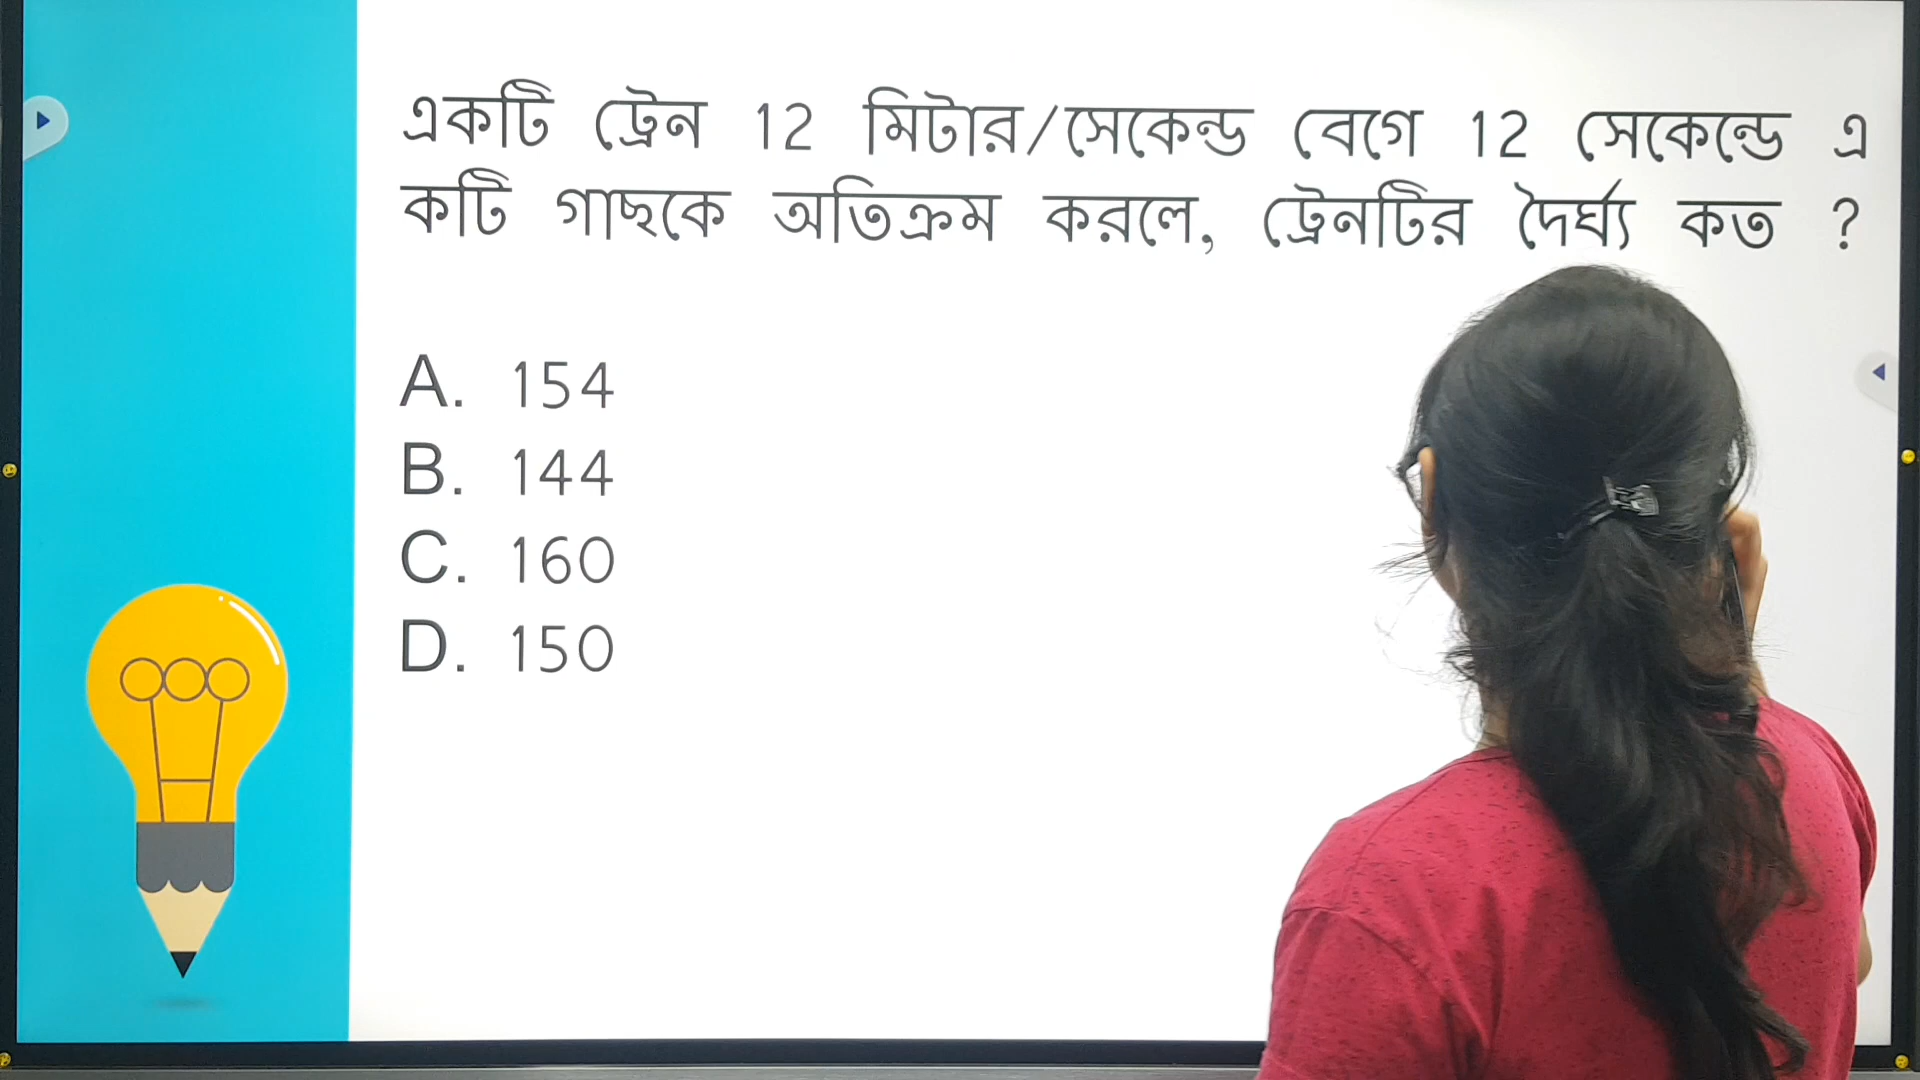 একটি ট্রেন 12 মিটার/সেকেন্ড বেগে 12 সেকেন্ডে এ
কটি গাছকে অতিক্রম করলে, ট্রেনটির দৈর্ঘ্য কত ?
A. 154
B. 144
C. 160
D. 150